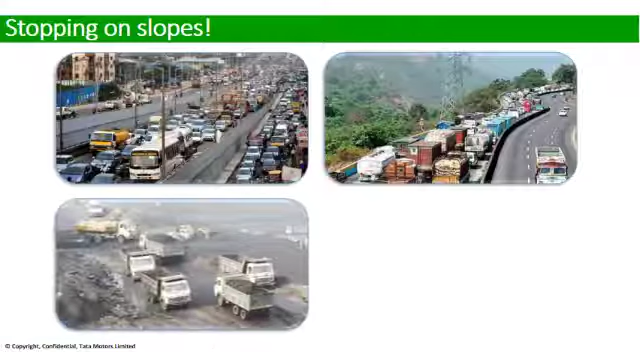 Stopping on slopes!
© Copyright, Confidential, Tata Motors Limited